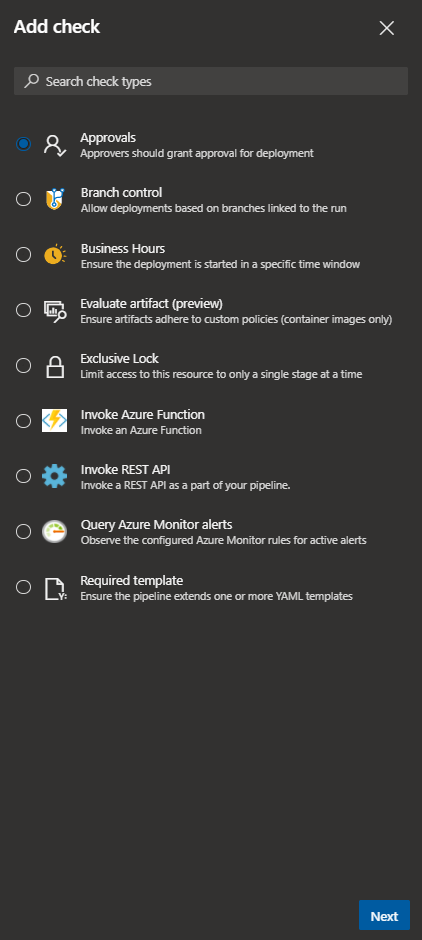 Add check
Search check types
Approvals
Approvers should grant approval for deployment
Branch control
Allow deployments based on branches linked to the run
Business Hours
Ensure the deployment is started in a specific time window
Evaluate artifact (preview)
Ensure artifacts adhere to custom policies (container images only)
Exclusive Lock
Limit access to this resource to only a single stage at a time
Invoke Azure Function
Invoke an Azure Function
Invoke REST API
Invoke a REST API as a part of your pipeline.
Query Azure Monitor alerts
Observe the configured Azure Monitor rules for active alerts
Required template
Ensure the pipeline extends one or more YAML templates
Next